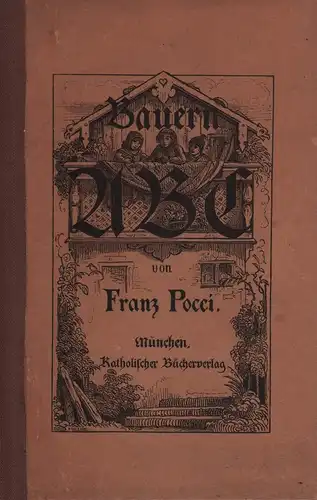 Bauern
ABC
von
Franz Pocci.
München.
Katholischer Bücherverlag